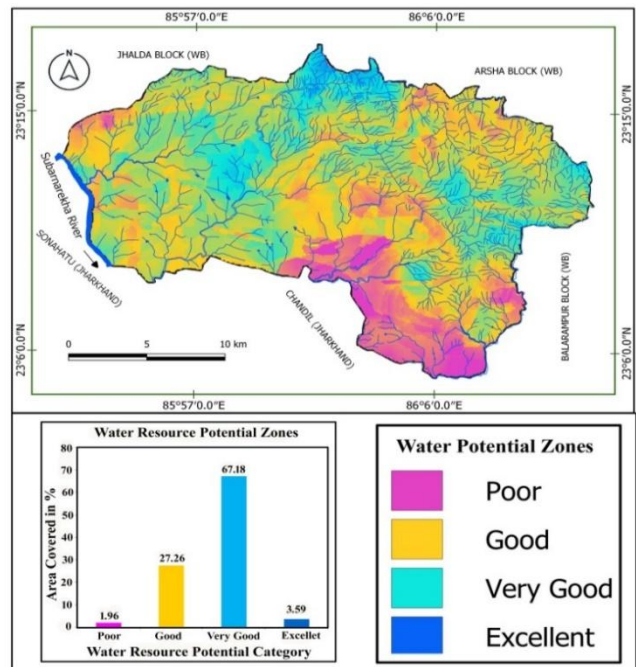 85°57'0.0"E
86°6'0.0"E
N
JHALDA BLOCK (WB)
ARSHA BLOCK (WB)
23°15'0.0"N
23°15'0.0"N
Subarnarekha River
SONAHATU (JHARKHAND)
CHANDIL (JHARKHAND)
BALARAMPUR BLOCK (WB)
0
5
10 km
23°6'0.0"N
23°6'0.0"N
85°57'0.0"E
86°6'0.0"E
Water Resource Potential Zones
80
70
60
50
40
30
20
10
0
Area Covered in %
1.96
27.26
67.18
3.59
Poor
Good
Very Good
Excellet
Water Resource Potential Category
Water Potential Zones
Poor
Good
Very Good
Excellent